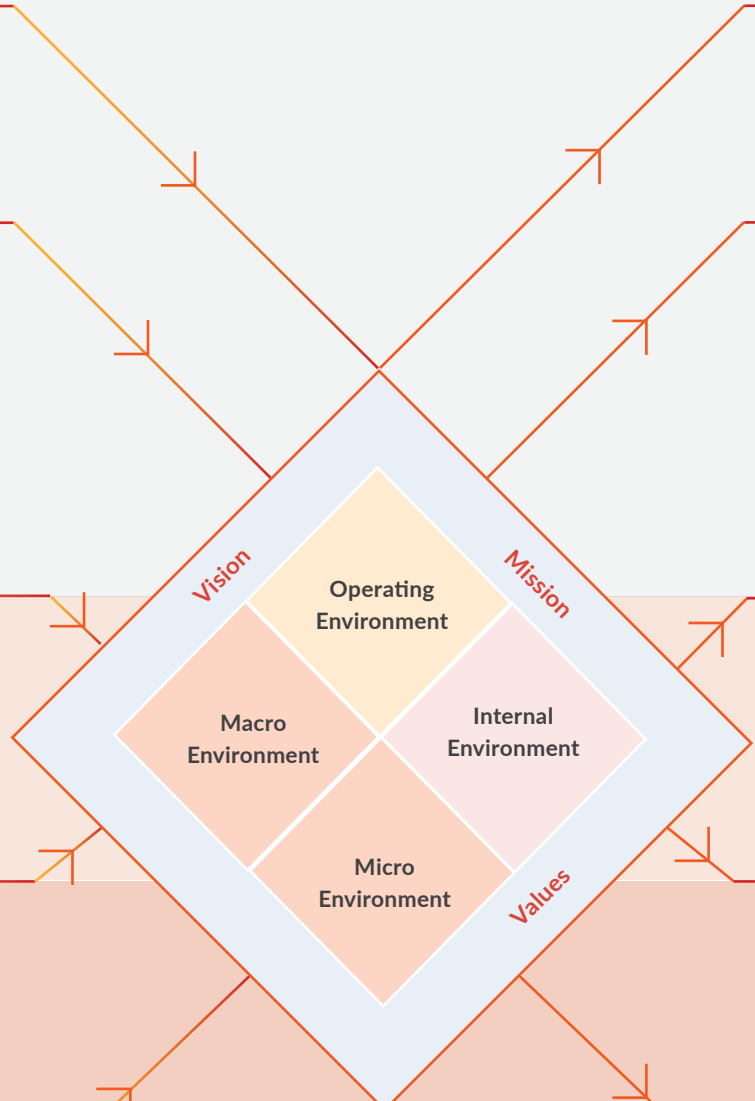 Vision
Mission
Operating
Environment
Macro
Environment
Internal
Environment
Micro
Environment
Values